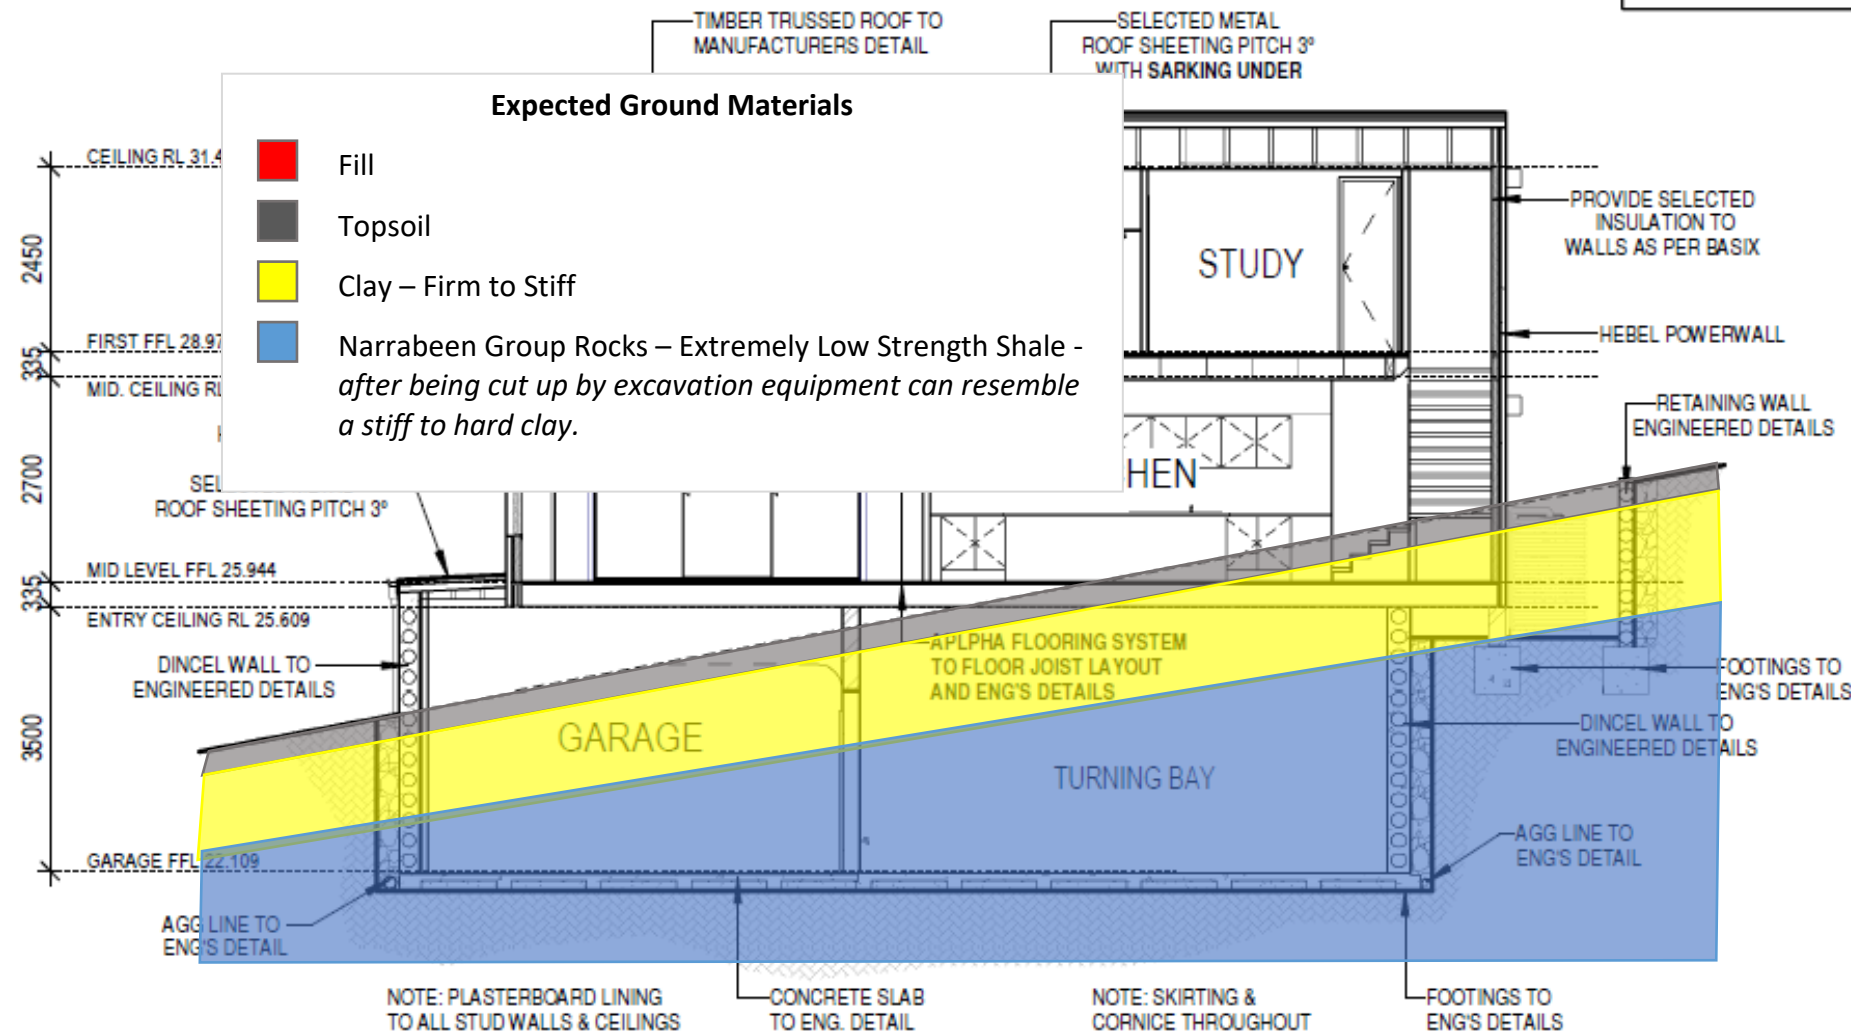 TIMBER TRUSSED ROOF TO
MANUFACTURERS DETAIL
SELECTED METAL
ROOF SHEETING PITCH 3º
WITH SARKING UNDER
Expected Ground Materials
Fill
Topsoil
Clay – Firm to Stiff
Narrabeen Group Rocks – Extremely Low Strength Shale -
after being cut up by excavation equipment can resemble
a stiff to hard clay.
CEILING RL 31.4
2450
FIRST FFL 28.97
335
MID. CEILING RL
2700
SEL
ROOF SHEETING PITCH 3º
MID LEVEL FFL 25.944
335
ENTRY CEILING RL 25.609
DINCEL WALL TO
ENGINEERED DETAILS
3500
GARAGE FFL 22.109
AGG LINE TO
ENG'S DETAIL
STUDY
HEN
PROVIDE SELECTED
INSULATION TO
WALLS AS PER BASIX
HEBEL POWERWALL
RETAINING WALL
ENGINEERED DETAILS
APLPHA FLOORING SYSTEM
TO FLOOR JOIST LAYOUT
AND ENG'S DETAILS
GARAGE
TURNING BAY
FOOTINGS TO
ENG'S DETAILS
DINCEL WALL TO
ENGINEERED DETAILS
AGG LINE TO
ENG'S DETAIL
NOTE: PLASTERBOARD LINING
TO ALL STUD WALLS & CEILINGS
CONCRETE SLAB
TO ENG. DETAIL
NOTE: SKIRTING &
CORNICE THROUGHOUT
FOOTINGS TO
ENG'S DETAILS